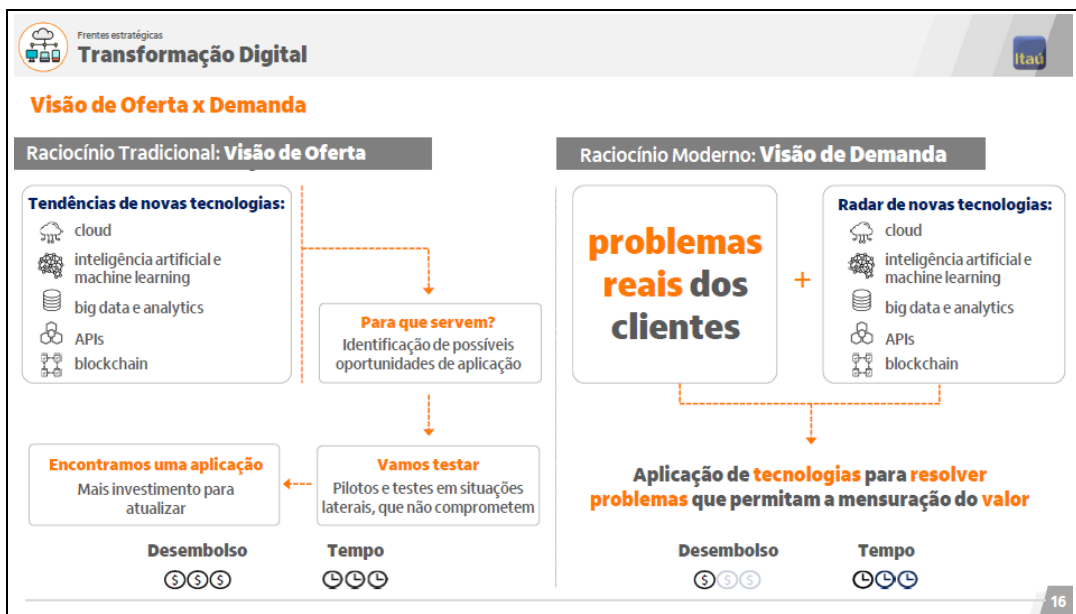 Frentes estratégicas
Transformação Digital
Itaú
Visão de Oferta x Demanda
Raciocínio Tradicional: Visão de Oferta
Tendências de novas tecnologias:
cloud
inteligência artificial e
machine learning
big data e analytics
APIs
blockchain
Para que servem?
Identificação de possíveis
oportunidades de aplicação
Vamos testar
Pilotos e testes em situações
laterais, que não comprometem
Encontramos uma aplicação
Mais investimento para
atualizar
Desembolso
Tempo
Raciocínio Moderno: Visão de Demanda
problemas
reais dos
clientes
+
Radar de novas tecnologias:
cloud
inteligência artificial e
machine learning
big data e analytics
APIs
blockchain
Aplicação de tecnologias para resolver
problemas que permitam a mensuração do valor
Desembolso
Tempo
16